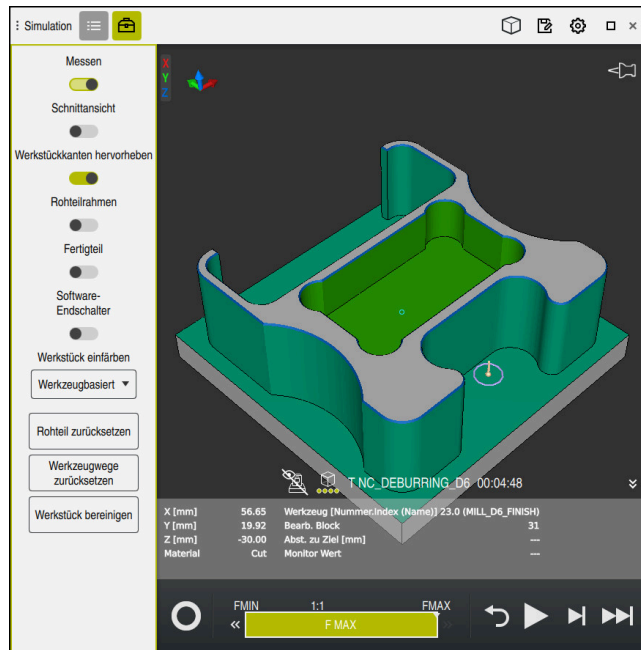 Simulation
Messen
Schnittansicht
Werkstückkanten hervorheben
Rohteilrahmen
Fertigteil
Software-
Endschalter
Werkstück einfärben
Werkzeugbasiert
Rohteil zurücksetzen
Werkzeugwege
zurücksetzen
Werkstück bereinigen
X
Y
Z
T NC_DEBURRING_D6 00:04:48
X [mm] 56.65 Werkzeug [Nummer.Index (Name)] 23.0 (MILL_D6_FINISH)
Y [mm] 19.92 Bearb. Block 31
Z [mm] -30.00 Abst. zu Ziel [mm] ---
Material Cut Monitor Wert ---
FMIN 1:1 FMAX
F MAX